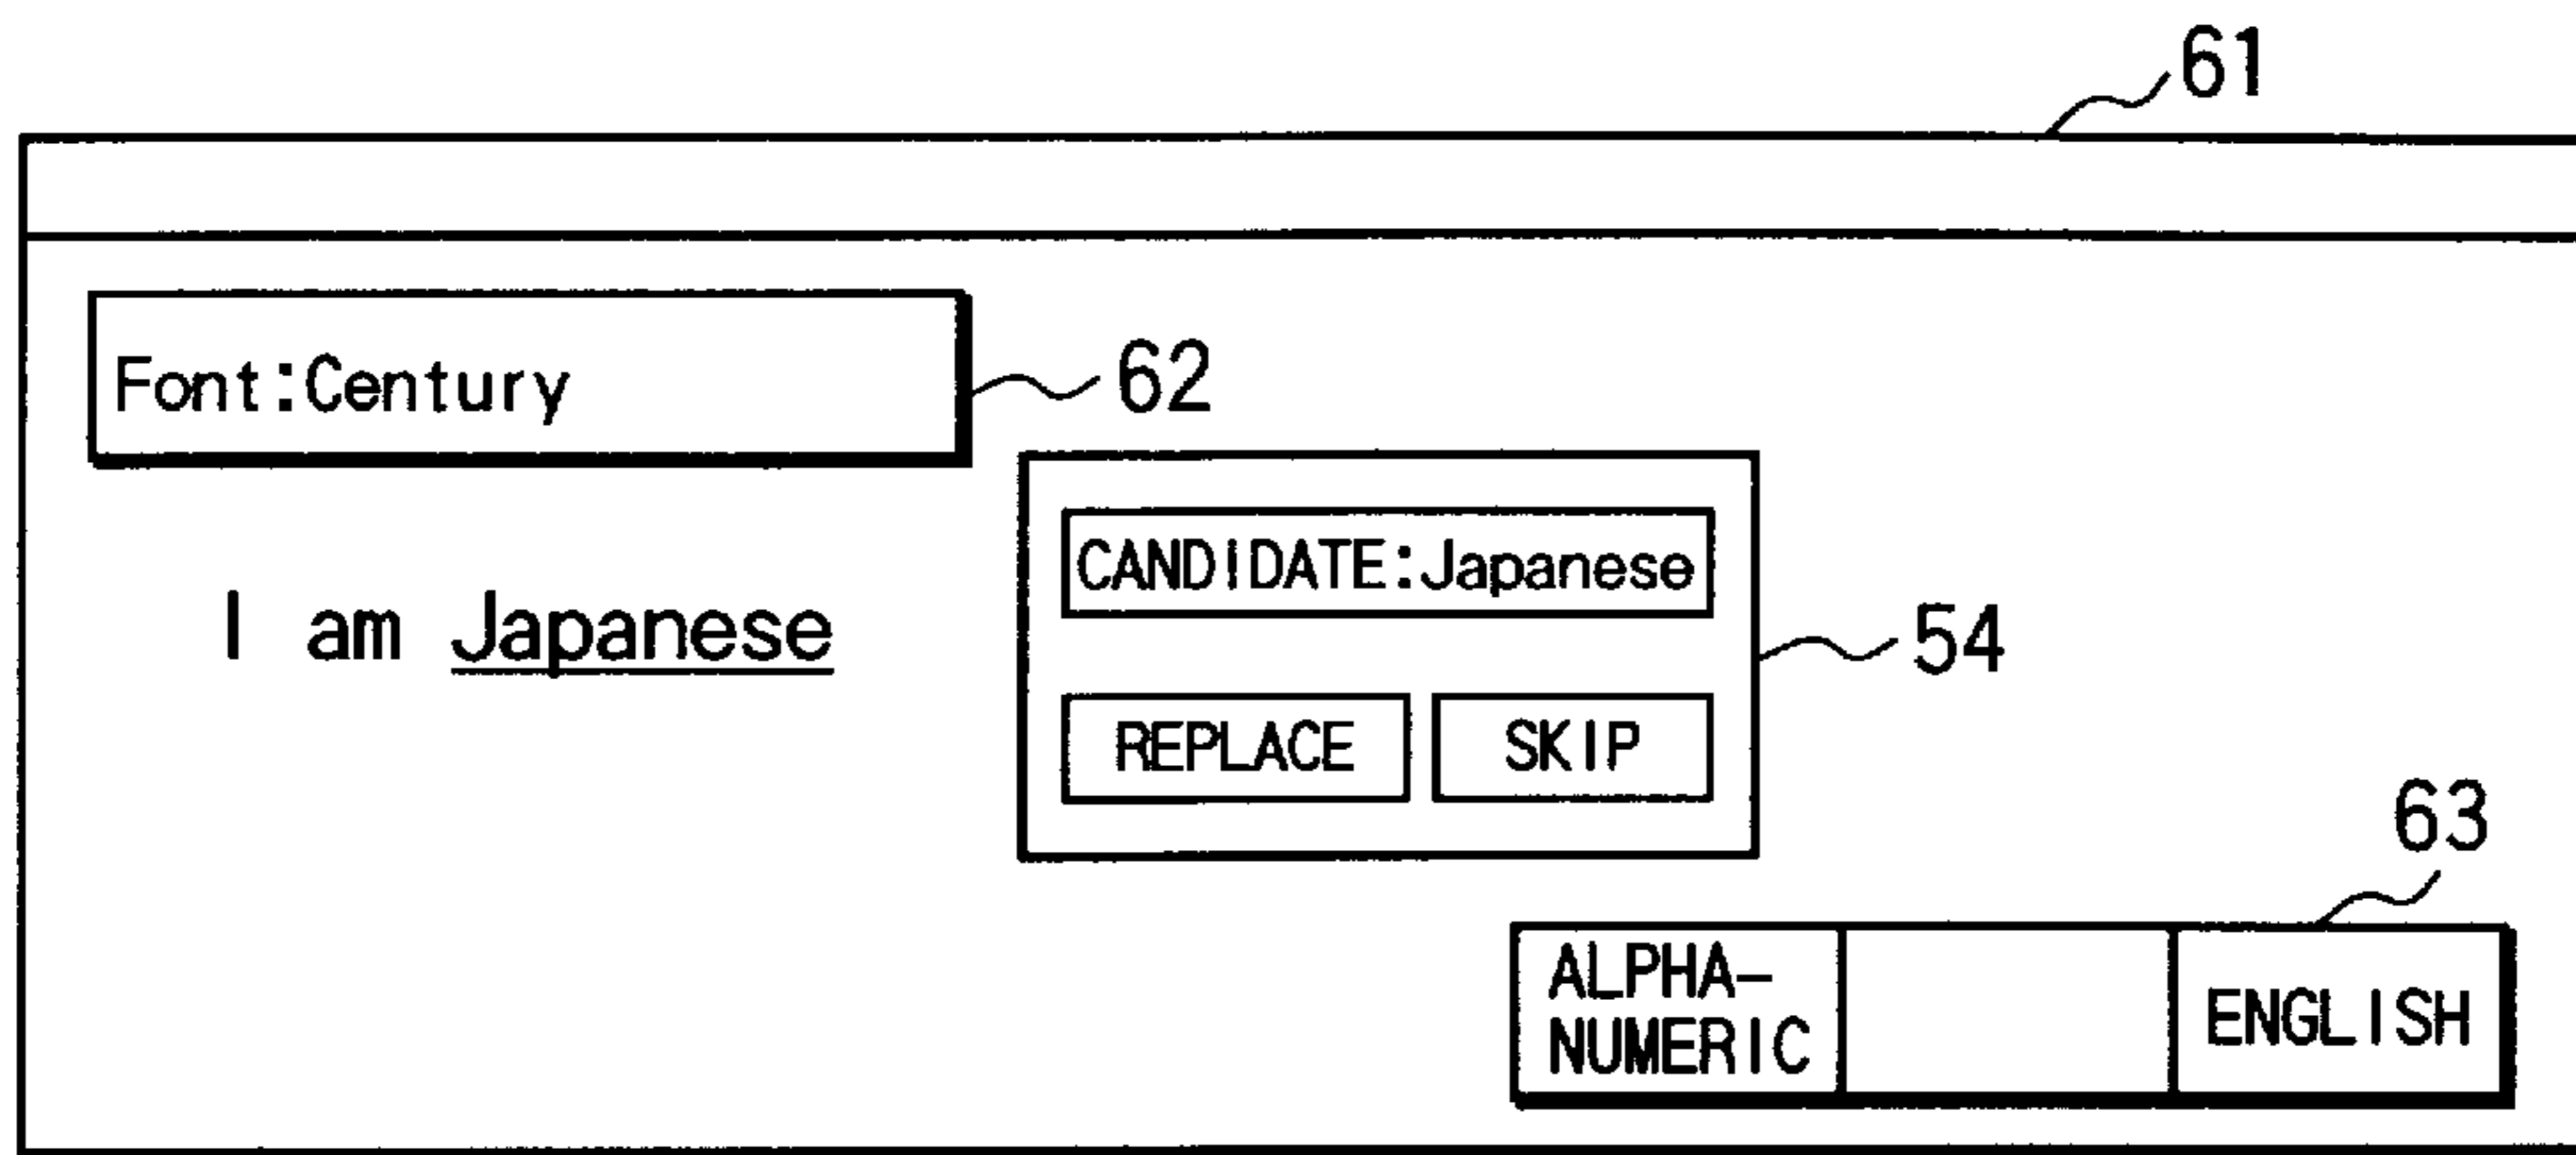 61
Font:Century
62
CANDIDATE:Japanese
I am Japanese
54
REPLACE
SKIP
63
ALPHA-
NUMERIC
ENGLISH